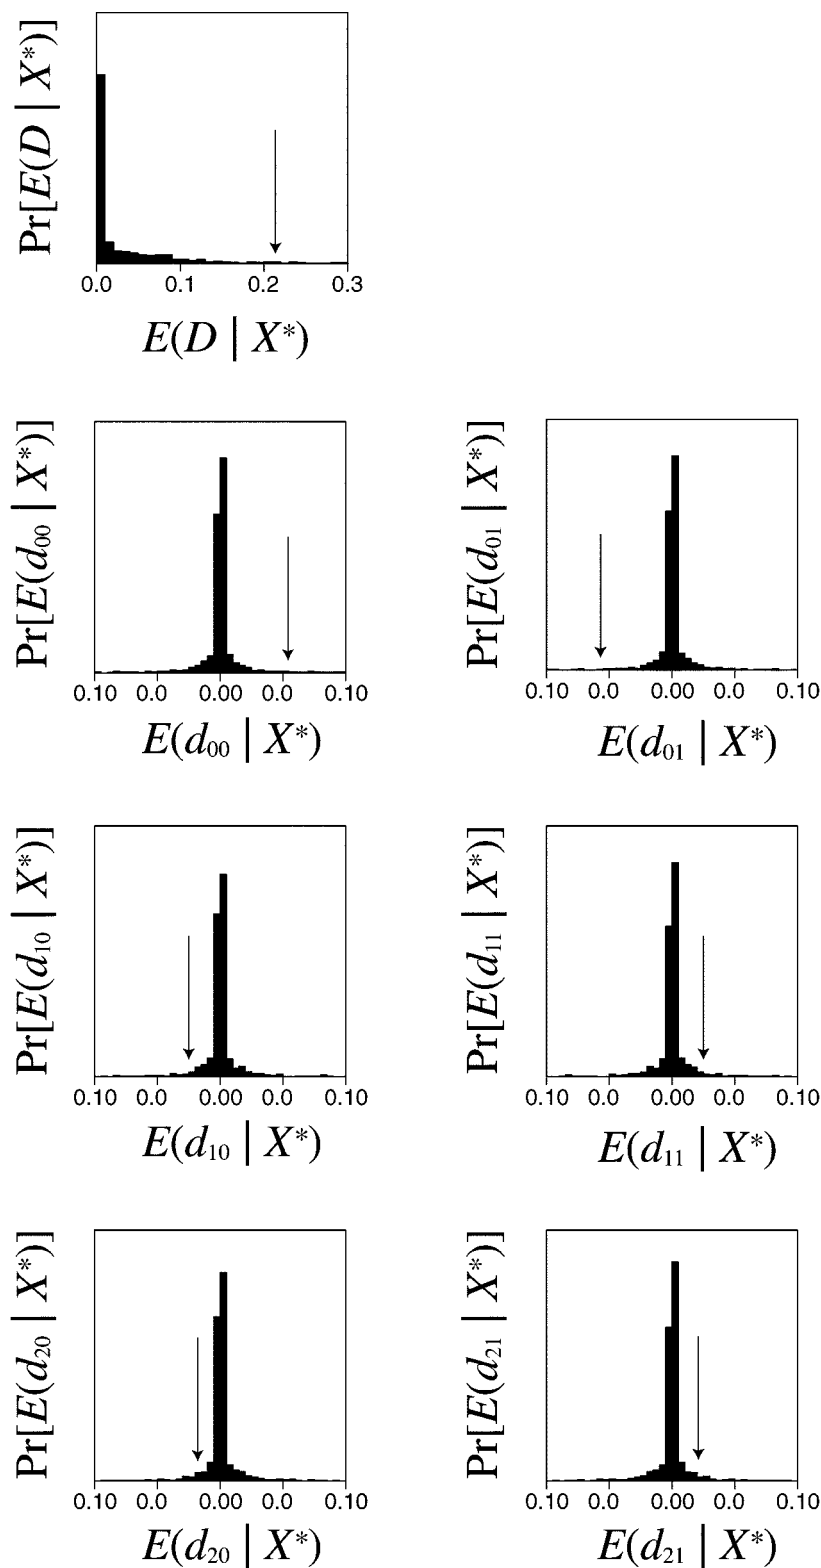 Pr[E(D | X*)]
0.0 0.1 0.2 0.3
E(D | X*)
Pr[E(d₀₀ | X*)]
0.10 0.0 0.00 0.0 0.10
E(d₀₀ | X*)
Pr[E(d₀₁ | X*)]
0.10 0.0 0.00 0.0 0.10
E(d₀₁ | X*)
Pr[E(d₁₀ | X*)]
0.10 0.0 0.00 0.0 0.10
E(d₁₀ | X*)
Pr[E(d₁₁ | X*)]
0.10 0.0 0.00 0.0 0.10
E(d₁₁ | X*)
Pr[E(d₂₀ | X*)]
0.10 0.0 0.00 0.0 0.10
E(d₂₀ | X*)
Pr[E(d₂₁ | X*)]
0.10 0.0 0.00 0.0 0.10
E(d₂₁ | X*)